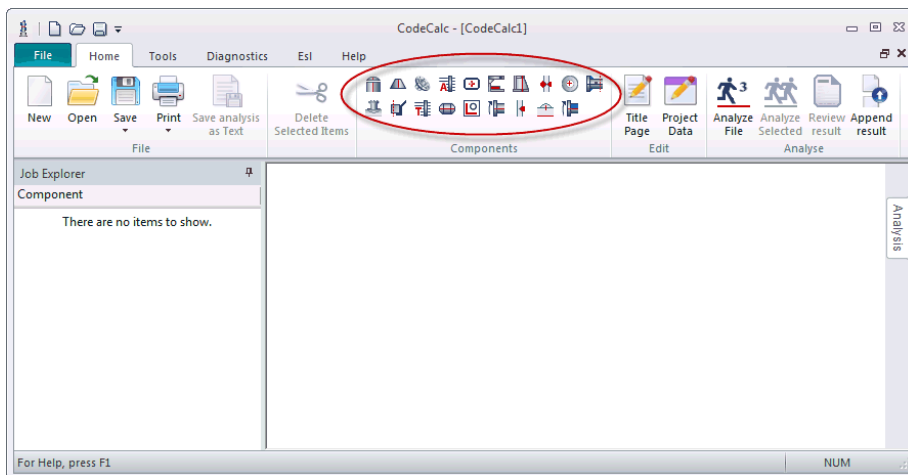 CodeCalc - [CodeCalc1]
File Home Tools Diagnostics Esl Help
New Open Save Print Save analysis as Text
Delete Selected Items
Title Page Project Data
Analyze File Analyze Selected Review result Append result
File Components Edit Analyse
Job Explorer
Component
There are no items to show.
Analysis
For Help, press F1 NUM